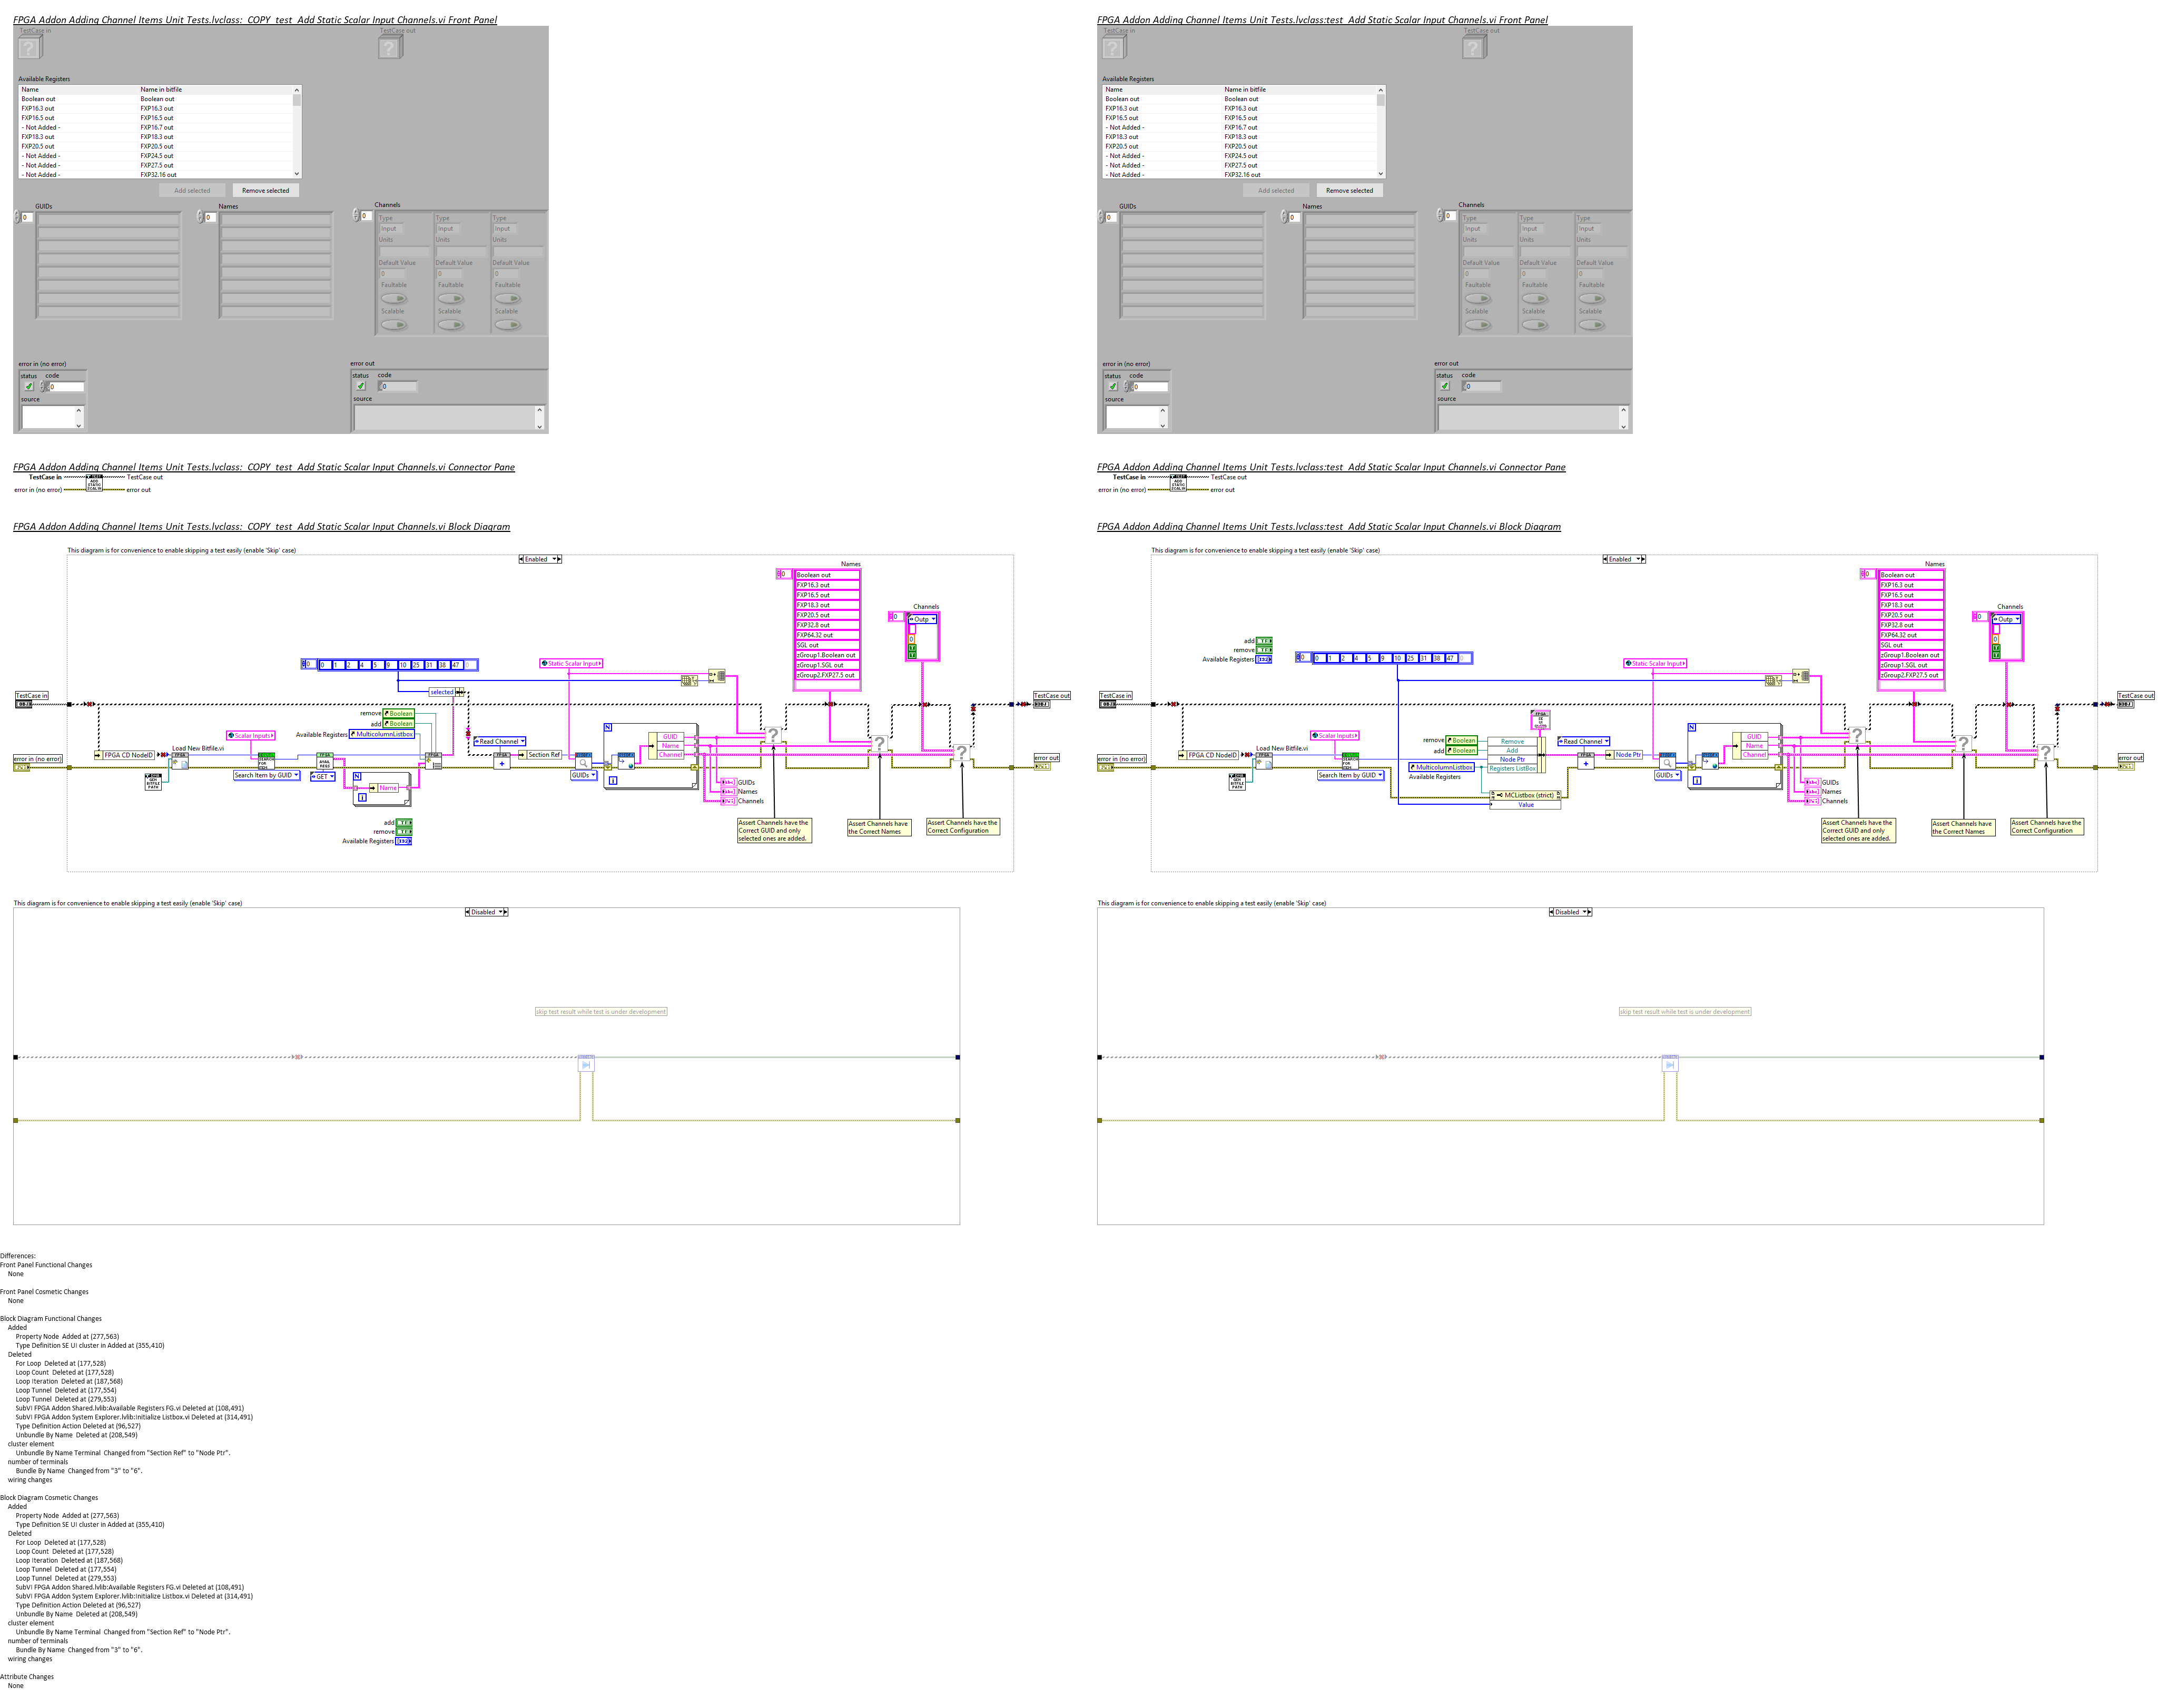 FPGA Addon Adding Channel Items Unit Tests.lvclass:_COPY_test_Add Static Scalar Input Channels.vi Front Panel
TestCase in
TestCase out
Available Registers
Name Name in bitfile
Boolean out Boolean out
FXP16.3 out FXP16.3 out
FXP16.5 out FXP16.5 out
- Not Added - FXP16.7 out
FXP18.3 out FXP18.3 out
FXP20.5 out FXP20.5 out
- Not Added - FXP24.5 out
- Not Added - FXP27.5 out
- Not Added - FXP32.16 out
Add selected Remove selected
GUIDs
0
Names
0
Channels
0
Type Type Type
Input Input Input
Units Units Units
Default Value Default Value Default Value
0 0 0
Faultable Faultable Faultable
Scalable Scalable Scalable
error in (no error)
status code
0
source
error out
status code
0
source
FPGA Addon Adding Channel Items Unit Tests.lvclass:test_Add Static Scalar Input Channels.vi Front Panel
TestCase in
TestCase out
Available Registers
Name Name in bitfile
Boolean out Boolean out
FXP16.3 out FXP16.3 out
FXP16.5 out FXP16.5 out
- Not Added - FXP16.7 out
FXP18.3 out FXP18.3 out
FXP20.5 out FXP20.5 out
- Not Added - FXP24.5 out
- Not Added - FXP27.5 out
- Not Added - FXP32.16 out
Add selected Remove selected
GUIDs
0
Names
0
Channels
0
Type Type Type
Input Input Input
Units Units Units
Default Value Default Value Default Value
0 0 0
Faultable Faultable Faultable
Scalable Scalable Scalable
error in (no error)
status code
0
source
error out
status code
0
source
FPGA Addon Adding Channel Items Unit Tests.lvclass:_COPY_test_Add Static Scalar Input Channels.vi Connector Pane
TestCase in TestCase out
error in (no error) error out
FPGA Addon Adding Channel Items Unit Tests.lvclass:test_Add Static Scalar Input Channels.vi Connector Pane
TestCase in TestCase out
error in (no error) error out
FPGA Addon Adding Channel Items Unit Tests.lvclass:_COPY_test_Add Static Scalar Input Channels.vi Block Diagram
This diagram is for convenience to enable skipping a test easily (enable 'Skip' case)
Enabled
Names
0
Boolean out
FXP16.3 out
FXP16.5 out
FXP18.3 out
FXP20.5 out
FXP32.8 out
FXP64.32 out
SGL out
zGroup1.Boolean out
zGroup1.SGL out
zGroup2.FXP27.5 out
Channels
0
Outp
0
0 0 1 2 4 5 9 10 25 31 38 47 0
Static Scalar Input
selected
TestCase in
TestCase out
remove Boolean
add Boolean
Available Registers MulticolumnListbox
Scalar Inputs
Read Channel
FPGA CD NodeID
Load New Bitfile.vi
Section Ref
error in (no error)
error out
Search Item by GUID
GET
Name
GUIDs
GUID
Name
Channel
GUIDs
Names
Channels
add
remove
Available Registers
Assert Channels have the
Correct GUID and only
selected ones are added.
Assert Channels have
the Correct Names
Assert Channels have the
Correct Configuration
FPGA Addon Adding Channel Items Unit Tests.lvclass:test_Add Static Scalar Input Channels.vi Block Diagram
This diagram is for convenience to enable skipping a test easily (enable 'Skip' case)
Enabled
Names
0
Boolean out
FXP16.3 out
FXP16.5 out
FXP18.3 out
FXP20.5 out
FXP32.8 out
FXP64.32 out
SGL out
zGroup1.Boolean out
zGroup1.SGL out
zGroup2.FXP27.5 out
Channels
0
Outp
0
add
remove
Available Registers
0 0 1 2 4 5 9 10 25 31 38 47 0
Static Scalar Input
TestCase in
TestCase out
Scalar Inputs
remove Boolean
add Boolean
MulticolumnListbox
Available Registers
Remove
Add
Node Ptr
Registers ListBox
Read Channel
FPGA CD NodeID
Load New Bitfile.vi
Node Ptr
error in (no error)
error out
Search Item by GUID
MCListbox (strict)
Value
GUIDs
GUID
Name
Channel
GUIDs
Names
Channels
Assert Channels have the
Correct GUID and only
selected ones are added.
Assert Channels have
the Correct Names
Assert Channels have the
Correct Configuration
This diagram is for convenience to enable skipping a test easily (enable 'Skip' case)
Disabled
skip test result while test is under development
This diagram is for convenience to enable skipping a test easily (enable 'Skip' case)
Disabled
skip test result while test is under development
Differences:
Front Panel Functional Changes
None
Front Panel Cosmetic Changes
None
Block Diagram Functional Changes
Added
Property Node Added at (277,563)
Type Definition SE UI cluster in Added at (355,410)
Deleted
For Loop Deleted at (177,528)
Loop Count Deleted at (177,528)
Loop Iteration Deleted at (187,568)
Loop Tunnel Deleted at (177,554)
Loop Tunnel Deleted at (279,553)
SubVI FPGA Addon Shared.lvlib:Available Registers FG.vi Deleted at (108,491)
SubVI FPGA Addon System Explorer.lvlib:Initialize Listbox.vi Deleted at (314,491)
Type Definition Action Deleted at (96,527)
Unbundle By Name Deleted at (208,549)
cluster element
Unbundle By Name Terminal Changed from "Section Ref" to "Node Ptr".
number of terminals
Bundle By Name Changed from "3" to "6".
wiring changes
Block Diagram Cosmetic Changes
Added
Property Node Added at (277,563)
Type Definition SE UI cluster in Added at (355,410)
Deleted
For Loop Deleted at (177,528)
Loop Count Deleted at (177,528)
Loop Iteration Deleted at (187,568)
Loop Tunnel Deleted at (177,554)
Loop Tunnel Deleted at (279,553)
SubVI FPGA Addon Shared.lvlib:Available Registers FG.vi Deleted at (108,491)
SubVI FPGA Addon System Explorer.lvlib:Initialize Listbox.vi Deleted at (314,491)
Type Definition Action Deleted at (96,527)
Unbundle By Name Deleted at (208,549)
cluster element
Unbundle By Name Terminal Changed from "Section Ref" to "Node Ptr".
number of terminals
Bundle By Name Changed from "3" to "6".
wiring changes
Attribute Changes
None